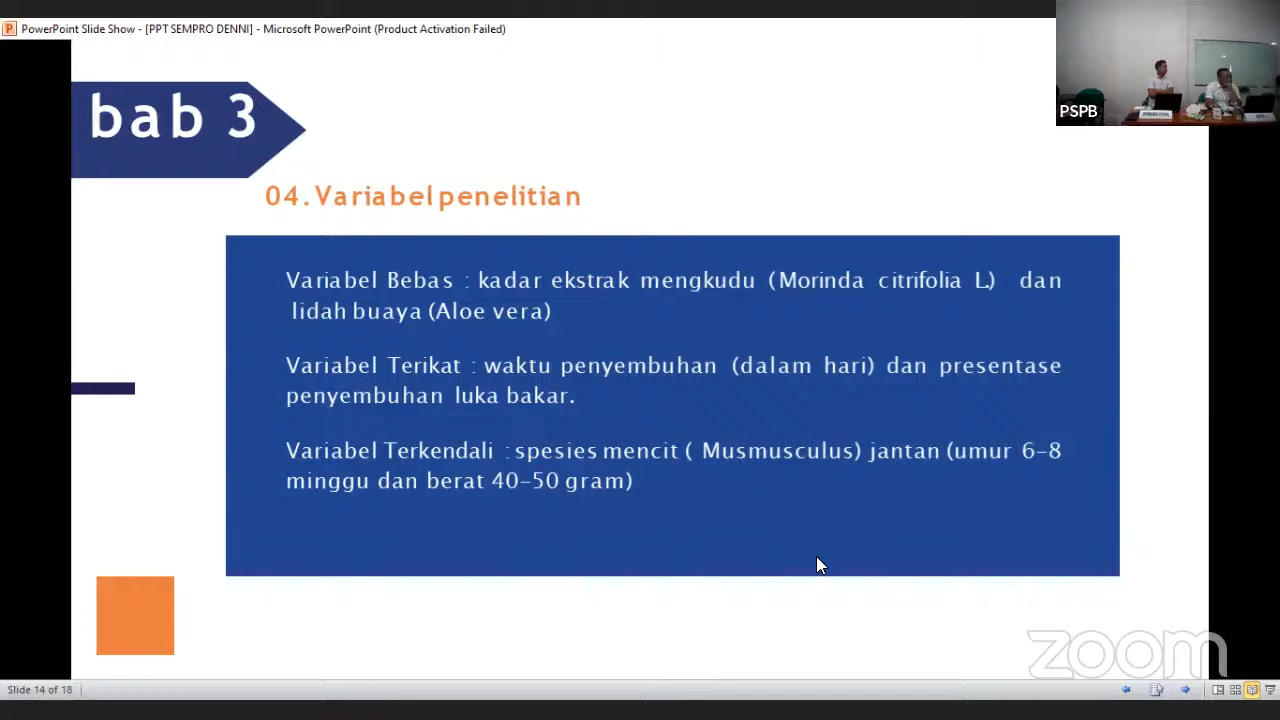 PowerPoint Slide Show - [PPT SEMPRO DENNI] - Microsoft PowerPoint (Product Activation Failed)
PSPB
bab 3
04. Variabel penelitian
Variabel Bebas : kadar ekstrak mengkudu (Morinda citrifolia L.) dan
lidah buaya (Aloe vera)
Variabel Terikat : waktu penyembuhan (dalam hari) dan presentase
penyembuhan luka bakar.
Variabel Terkendali : spesies mencit ( Musmusculus) jantan (umur 6-8
minggu dan berat 40-50 gram)
zoom
Slide 14 of 18